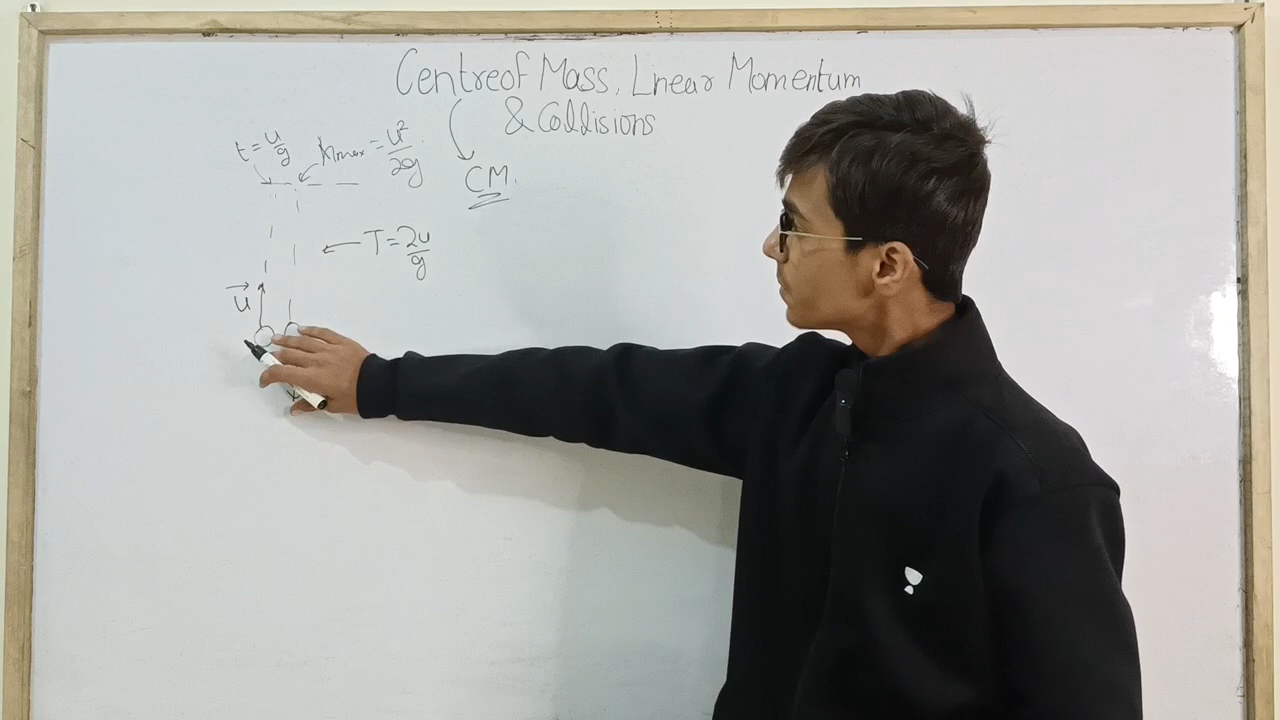 Centre of Mass, Linear Momentum
& Collisions
CM.
t = u/g
hmax = u²/2g
T = 2u/g
u⃗